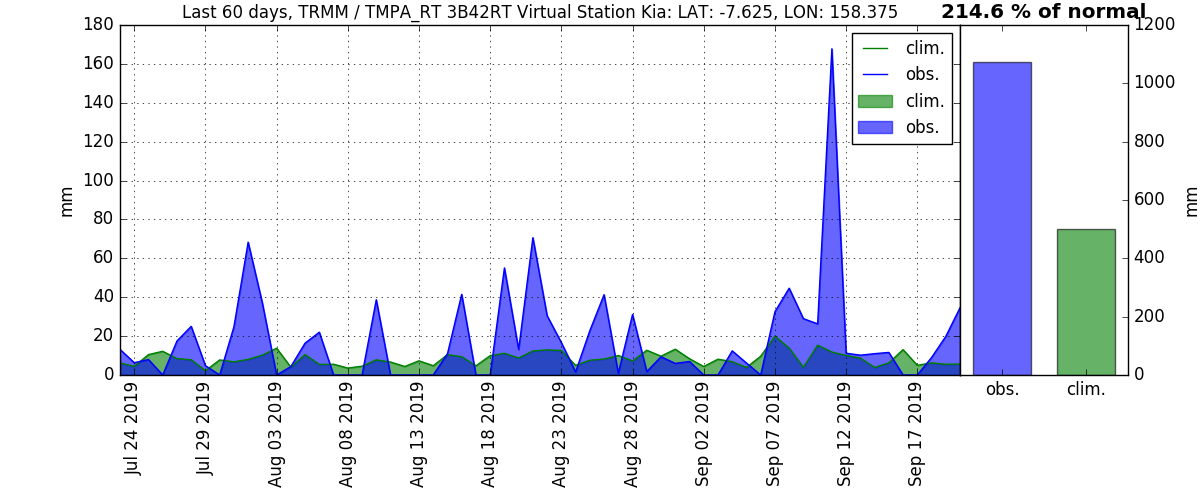 Last 60 days, TRMM / TMPA_RT 3B42RT Virtual Station Kia: LAT: -7.625, LON: 158.375
214.6 % of normal
180
160
140
120
100
80
60
40
20
0
mm
clim.
obs.
clim.
obs.
Jul 24 2019
Jul 29 2019
Aug 03 2019
Aug 08 2019
Aug 13 2019
Aug 18 2019
Aug 23 2019
Aug 28 2019
Sep 02 2019
Sep 07 2019
Sep 12 2019
Sep 17 2019
1200
1000
800
600
400
200
0
mm
obs.
clim.